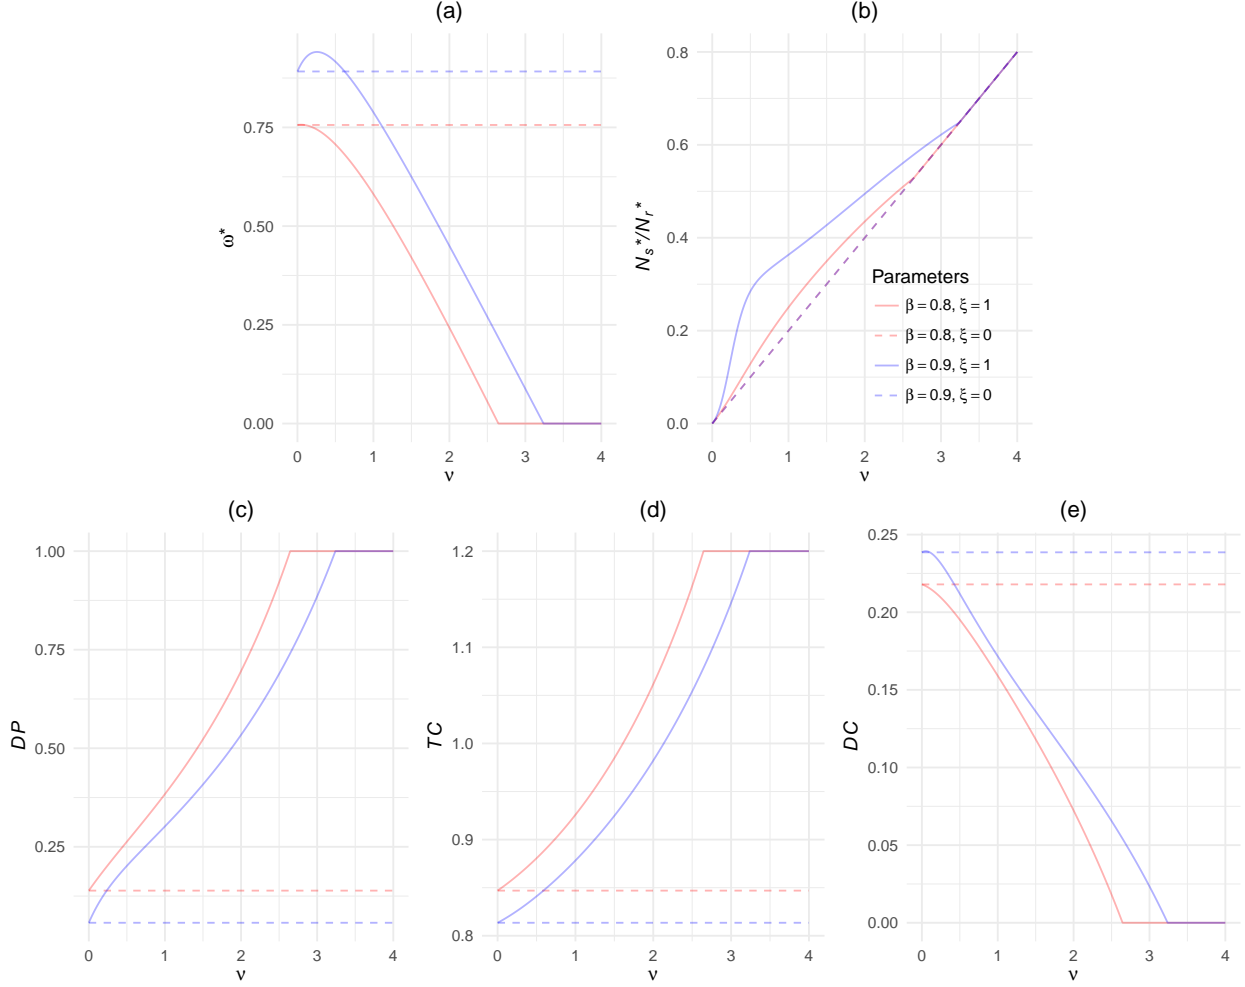 (a)
ω*
0.75
0.50
0.25
0.00
0 1 2 3 4
ν
(b)
N_s*/N_r*
0.8
0.6
0.4
0.2
0.0
0 1 2 3 4
ν
Parameters
β = 0.8, ξ = 1
β = 0.8, ξ = 0
β = 0.9, ξ = 1
β = 0.9, ξ = 0
(c)
DP
1.00
0.75
0.50
0.25
0 1 2 3 4
ν
(d)
TC
1.2
1.1
1.0
0.9
0.8
0 1 2 3 4
ν
(e)
DC
0.25
0.20
0.15
0.10
0.05
0.00
0 1 2 3 4
ν